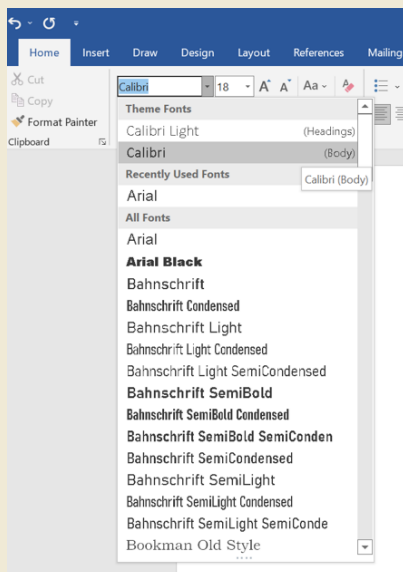 Home Insert Draw Design Layout References Mailing
Cut
Copy
Format Painter
Clipboard
Calibri 18 A A Aa A
Theme Fonts
Calibri Light (Headings)
Calibri (Body)
Recently Used Fonts
Calibri (Body)
Arial
All Fonts
Arial
Arial Black
Bahnschrift
Bahnschrift Condensed
Bahnschrift Light
Bahnschrift Light Condensed
Bahnschrift Light SemiCondensed
Bahnschrift SemiBold
Bahnschrift SemiBold Condensed
Bahnschrift SemiBold SemiConden
Bahnschrift SemiCondensed
Bahnschrift SemiLight
Bahnschrift SemiLight Condensed
Bahnschrift SemiLight SemiConde
Bookman Old Style